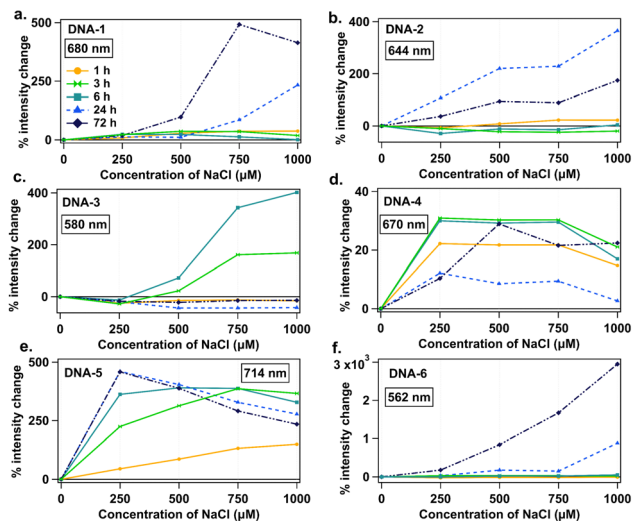 a.
DNA-1
680 nm
1 h
3 h
6 h
24 h
72 h
% intensity change
500
250
0
0 250 500 750 1000
Concentration of NaCl (µM)
b.
DNA-2
644 nm
% intensity change
400
200
0
0 250 500 750 1000
Concentration of NaCl (µM)
c.
DNA-3
580 nm
% intensity change
400
200
0
0 250 500 750 1000
Concentration of NaCl (µM)
d.
DNA-4
670 nm
% intensity change
40
20
0
0 250 500 750 1000
Concentration of NaCl (µM)
e.
DNA-5
714 nm
% intensity change
500
250
0
0 250 500 750 1000
Concentration of NaCl (µM)
f.
DNA-6
562 nm
% intensity change
3 x10³
2
1
0
0 250 500 750 1000
Concentration of NaCl (µM)